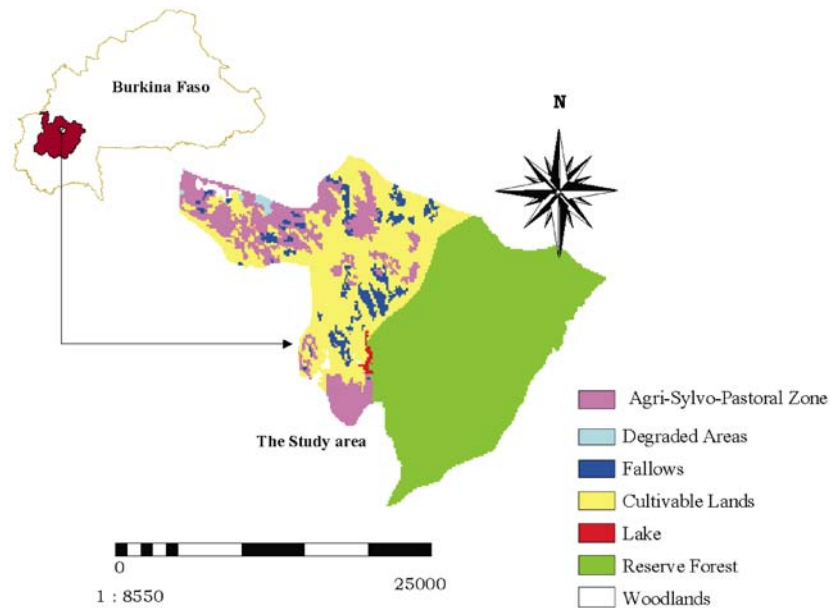 Burkina Faso
N
The Study area
Agri-Sylvo-Pastoral Zone
Degraded Areas
Fallows
Cultivable Lands
Lake
Reserve Forest
Woodlands
0
25000
1 : 8550